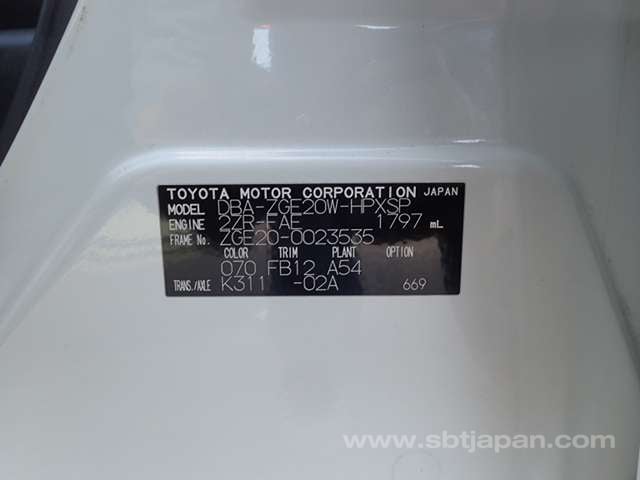 TOYOTA MOTOR CORPORATION JAPAN
MODEL DBA-ZGE20W-HPXSP
ENGINE 2ZR-FAE 1797 mL
FRAME No. ZGE20-0023535
COLOR TRIM PLANT OPTION
070 FB12 A54
TRANS./AXLE K311 -02A 669
www.sbtjapan.com